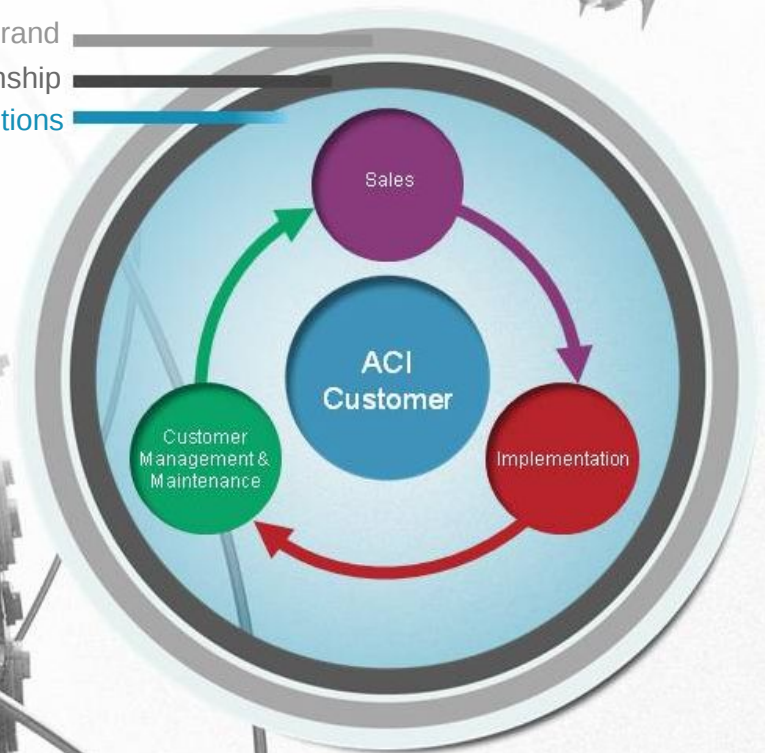 rand
nship
tions
Sales
ACI
Customer
Customer
Management &
Maintenance
Implementation